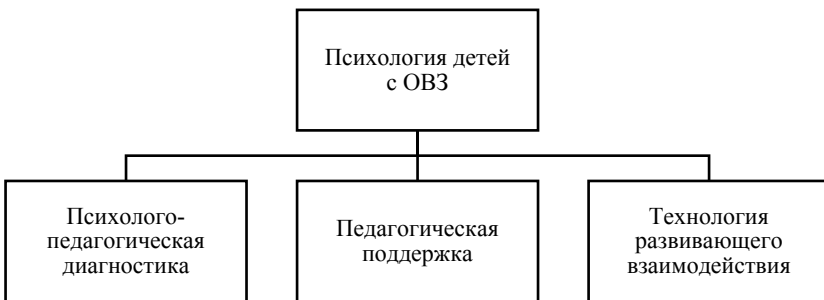 Психология детей
с ОВЗ
Психолого-
педагогическая
диагностика
Педагогическая
поддержка
Технология
развивающего
взаимодействия